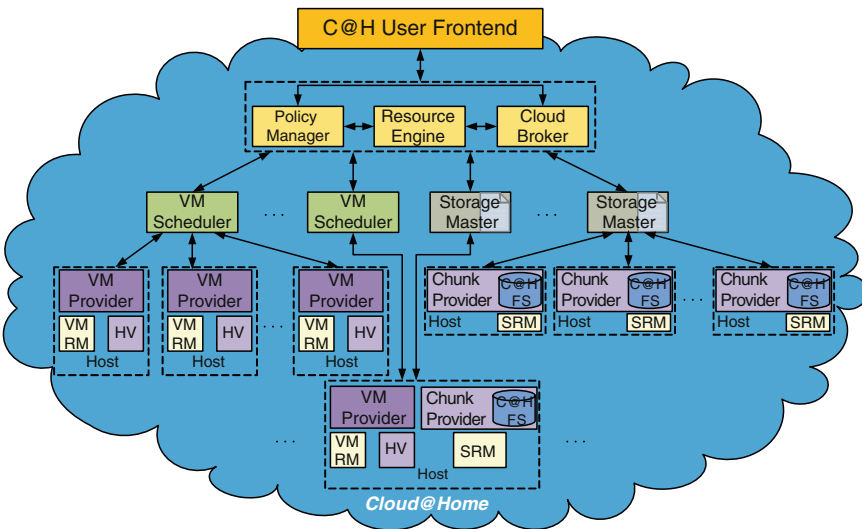 C@H User Frontend
Policy
Manager
Resource
Engine
Cloud
Broker
VM
Scheduler
. . .
VM
Scheduler
Storage
Master
. . .
Storage
Master
VM
Provider
VM
RM
HV
Host
VM
Provider
VM
RM
HV
Host
. . .
VM
Provider
VM
RM
HV
Host
Chunk
Provider
C@H
FS
Host
SRM
Chunk
Provider
C@H
FS
Host
SRM
. . .
Chunk
Provider
C@H
FS
Host
SRM
. . .
VM
Provider
VM
RM
HV
Chunk
Provider
C@H
FS
SRM
Host
. . .
Cloud@Home